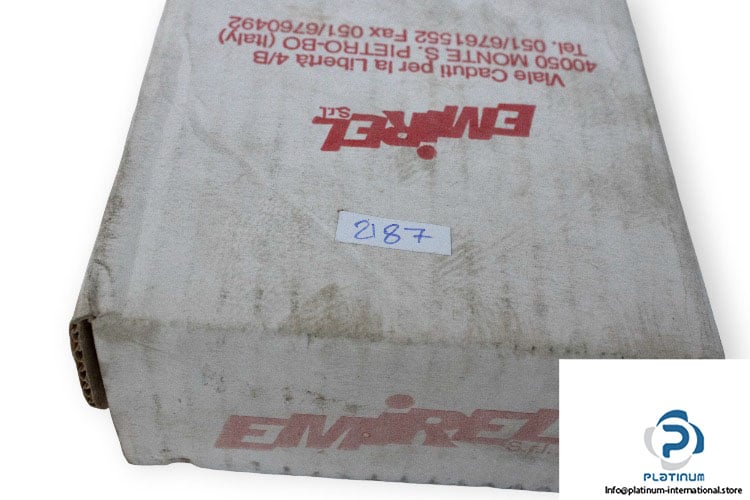 EMIREL
S.r.l.
Viale Caduti per la Libertà 4/B
40050 MONTE S. PIETRO-BO (Italy)
Tel. 051/6761552 Fax 051/6760492
2187
EMIREL
S.r.l.
PLATINUM
Info@platinum-international.store